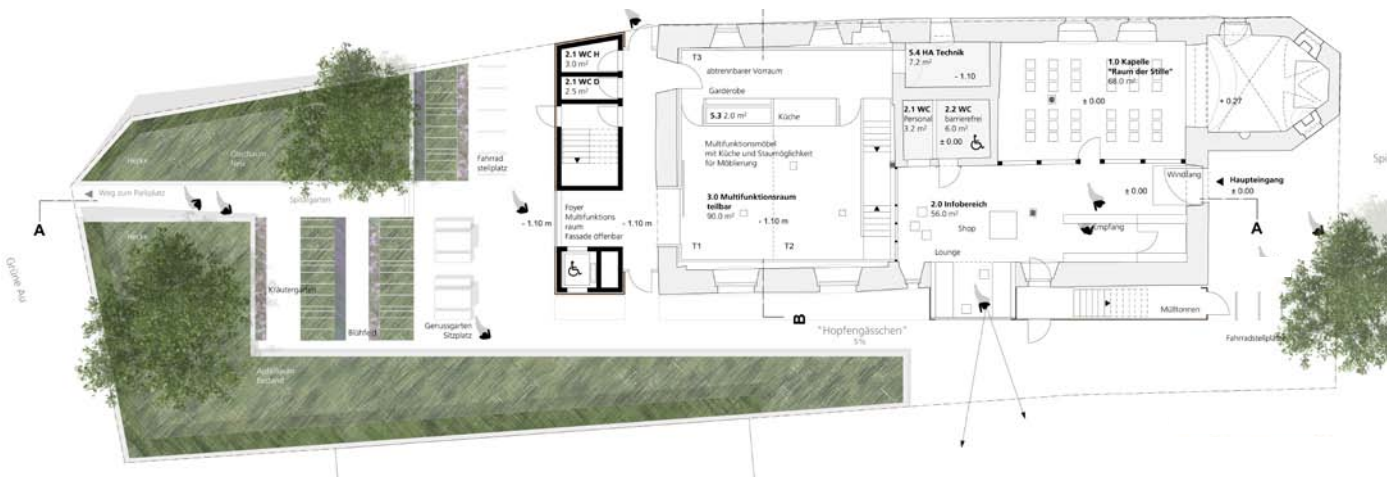 2.1 WC H
3.0 m²
2.1 WC D
2.5 m²
T3
abtrennbarer Vorraum
Garderobe
5.3 2.0 m²
Küche
Multifunktionsmöbel
mit Küche und Staumöglichkeit
für Möblierung
3.0 Multifunktionsraum
teilbar
90.0 m²
- 1.10 m
T1
T2
5.4 HA Technik
7.2 m²
- 1.10
2.1 WC
Personal
3.2 m²
2.2 WC
barrierefrei
6.0 m²
± 0.00
1.0 Kapelle
"Raum der Stille"
68.0 m²
± 0.00
+ 0.27
Windfang
± 0.00
Haupteingang
± 0.00
A
2.0 Infobereich
56.0 m²
Shop
Empfang
Lounge
Mülltonnen
Fahrradstellplätze
Hecke
Weg zum Parkplatz
Spitalgarten
A
Hecke
Grüne Au
Fahrrad
stellplatz
- 1.10 m
Foyer
Multifunktions
raum
Fassade öffenbar
- 1.10 m
Kräutergarten
Blühfeld
Genussgarten
Sitzplatz
Apfelbaum
Bestand
B
"Hopfengässchen"
5%